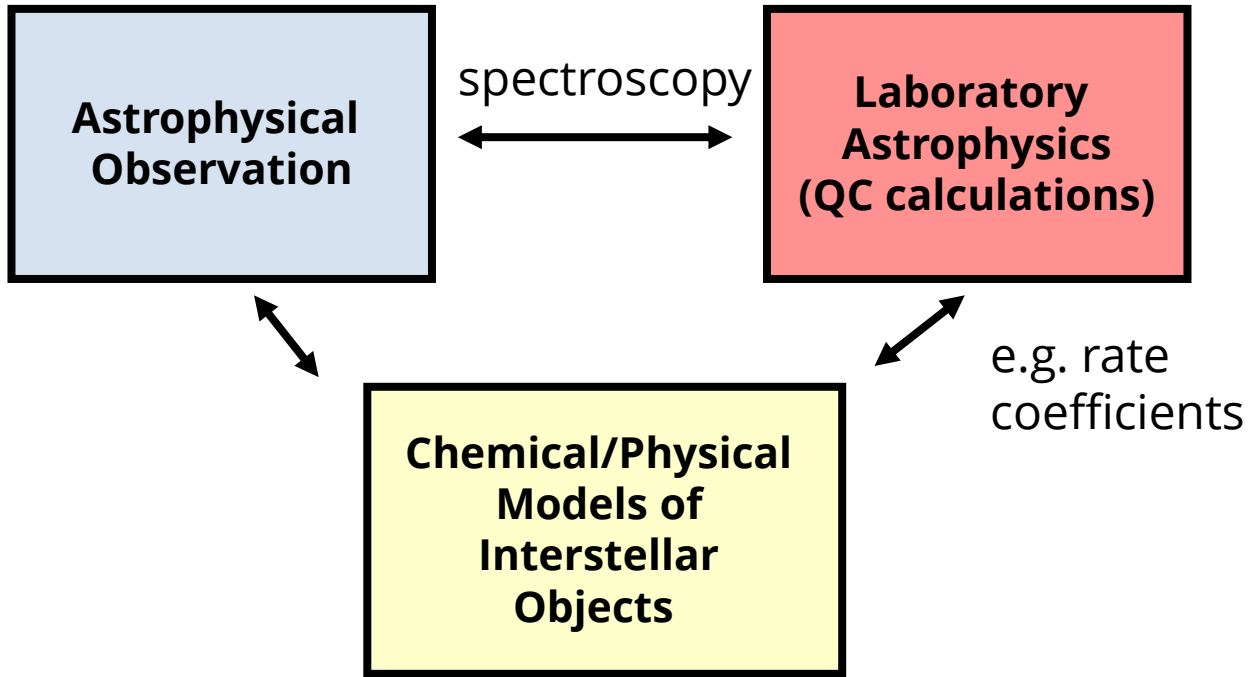 Astrophysical
Observation
spectroscopy
Laboratory
Astrophysics
(QC calculations)
e.g. rate
coefficients
Chemical/Physical
Models of
Interstellar
Objects